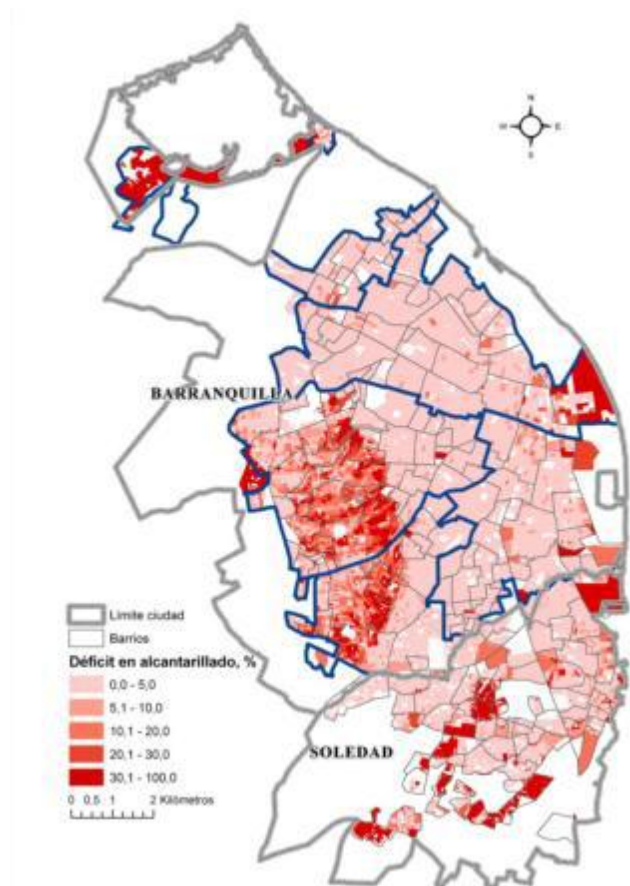 N
E
S
BARRANQUILLA
Límite ciudad
Barrios
Déficit en alcantarillado, %
0,0 - 5,0
5,1 - 10,0
10,1 - 20,0
20,1 - 30,0
30,1 - 100,0
0 0,5 1 2 Kilómetros
SOLEDAD